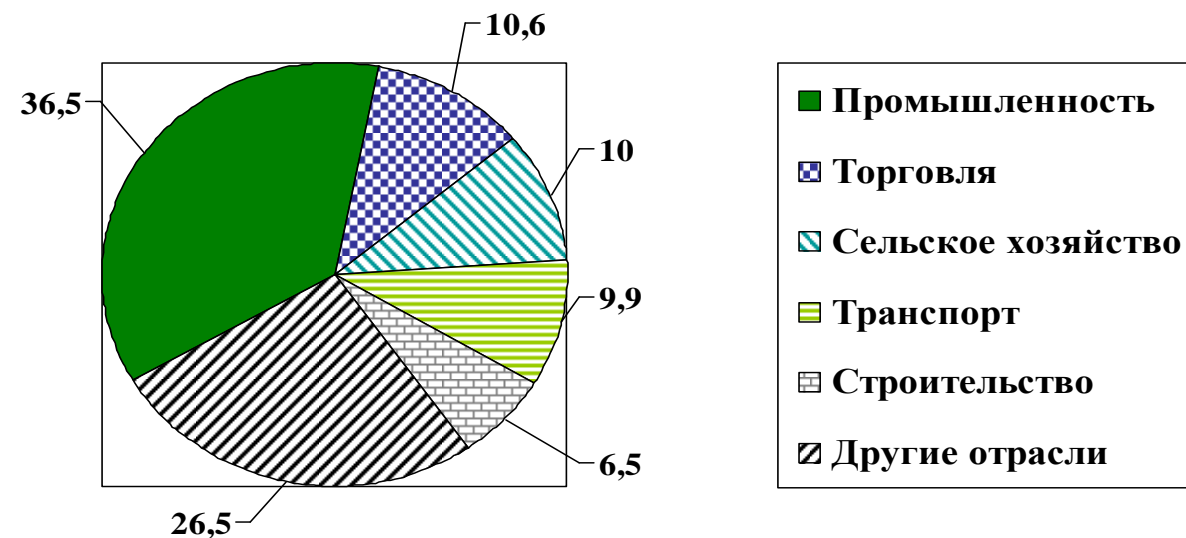 10,6
36,5
10
9,9
6,5
26,5
Промышленность
Торговля
Сельское хозяйство
Транспорт
Строительство
Другие отрасли